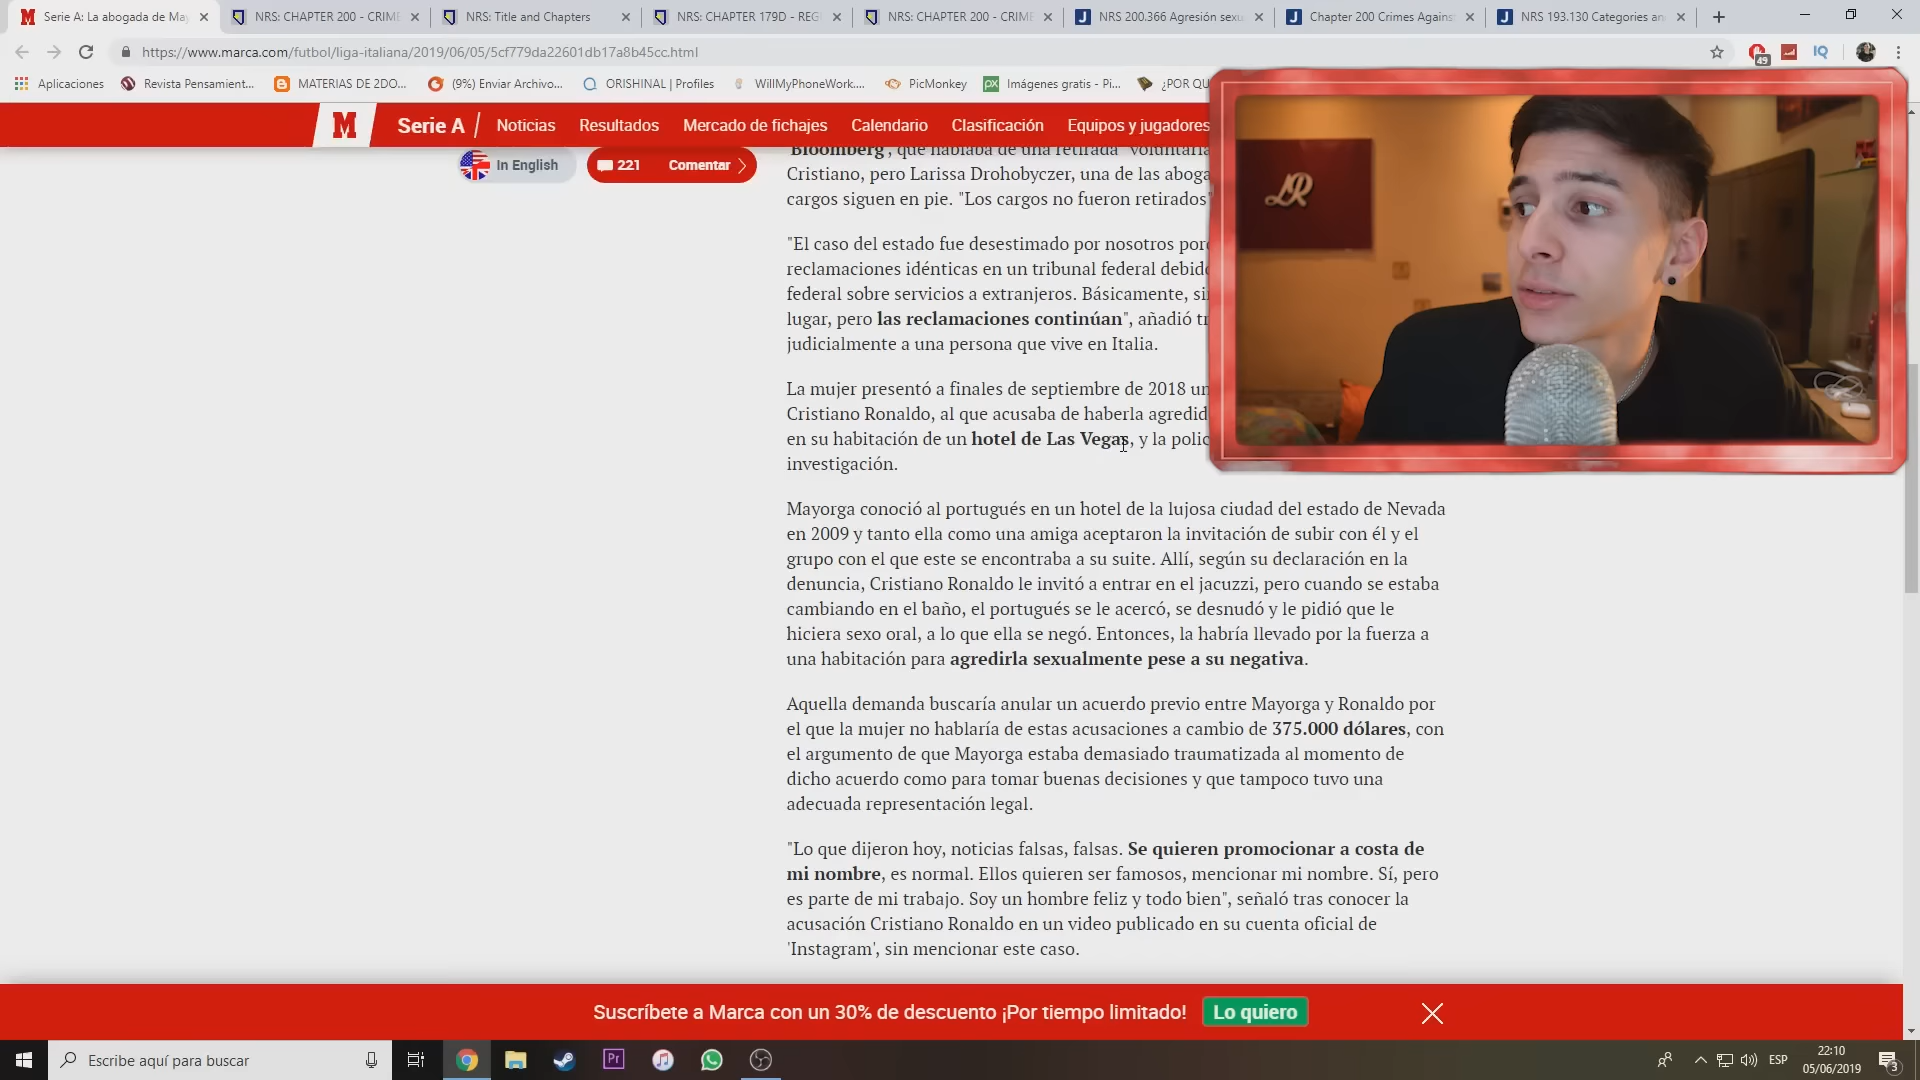 Serie A: La abogada de Ma
NRS: CHAPTER 200 - CRIM
NRS: Title and Chapters
NRS: CHAPTER 179D - REG
NRS: CHAPTER 200 - CRIM
NRS 200.366 Agresión sexu
Chapter 200 Crimes Agains
NRS 193.130 Categories an
https://www.marca.com/futbol/liga-italiana/2019/06/05/5cf779da22601db17a8b45cc.html
49
IQ
Aplicaciones
Revista Pensamient...
MATERIAS DE 2DO...
(9%) Enviar Archivo...
ORISHINAL | Profiles
WillMyPhoneWork....
PicMonkey
Imágenes gratis - Pi...
¿POR QU
M
Serie A
Noticias
Resultados
Mercado de fichajes
Calendario
Clasificación
Equipos y jugadores
In English
221
Comentar
LR
'Bloomberg', que hablaba de una retirada "voluntaria
Cristiano, pero Larissa Drohobyczer, una de las aboga
cargos siguen en pie. "Los cargos no fueron retirados"
"El caso del estado fue desestimado por nosotros por
reclamaciones idénticas en un tribunal federal debid
federal sobre servicios a extranjeros. Básicamente, si
lugar, pero las reclamaciones continúan", añadió tr
judicialmente a una persona que vive en Italia.
La mujer presentó a finales de septiembre de 2018 un
Cristiano Ronaldo, al que acusaba de haberla agredid
en su habitación de un hotel de Las Vegas, y la polic
investigación.
Mayorga conoció al portugués en un hotel de la lujosa ciudad del estado de Nevada
en 2009 y tanto ella como una amiga aceptaron la invitación de subir con él y el
grupo con el que este se encontraba a su suite. Allí, según su declaración en la
denuncia, Cristiano Ronaldo le invitó a entrar en el jacuzzi, pero cuando se estaba
cambiando en el baño, el portugués se le acercó, se desnudó y le pidió que le
hiciera sexo oral, a lo que ella se negó. Entonces, la habría llevado por la fuerza a
una habitación para agredirla sexualmente pese a su negativa.
Aquella demanda buscaría anular un acuerdo previo entre Mayorga y Ronaldo por
el que la mujer no hablaría de estas acusaciones a cambio de 375.000 dólares, con
el argumento de que Mayorga estaba demasiado traumatizada al momento de
dicho acuerdo como para tomar buenas decisiones y que tampoco tuvo una
adecuada representación legal.
"Lo que dijeron hoy, noticias falsas, falsas. Se quieren promocionar a costa de
mi nombre, es normal. Ellos quieren ser famosos, mencionar mi nombre. Sí, pero
es parte de mi trabajo. Soy un hombre feliz y todo bien", señaló tras conocer la
acusación Cristiano Ronaldo en un video publicado en su cuenta oficial de
'Instagram', sin mencionar este caso.
Suscríbete a Marca con un 30% de descuento ¡Por tiempo limitado!
Lo quiero
Escribe aquí para buscar
Pr
ESP
22:10
05/06/2019
3